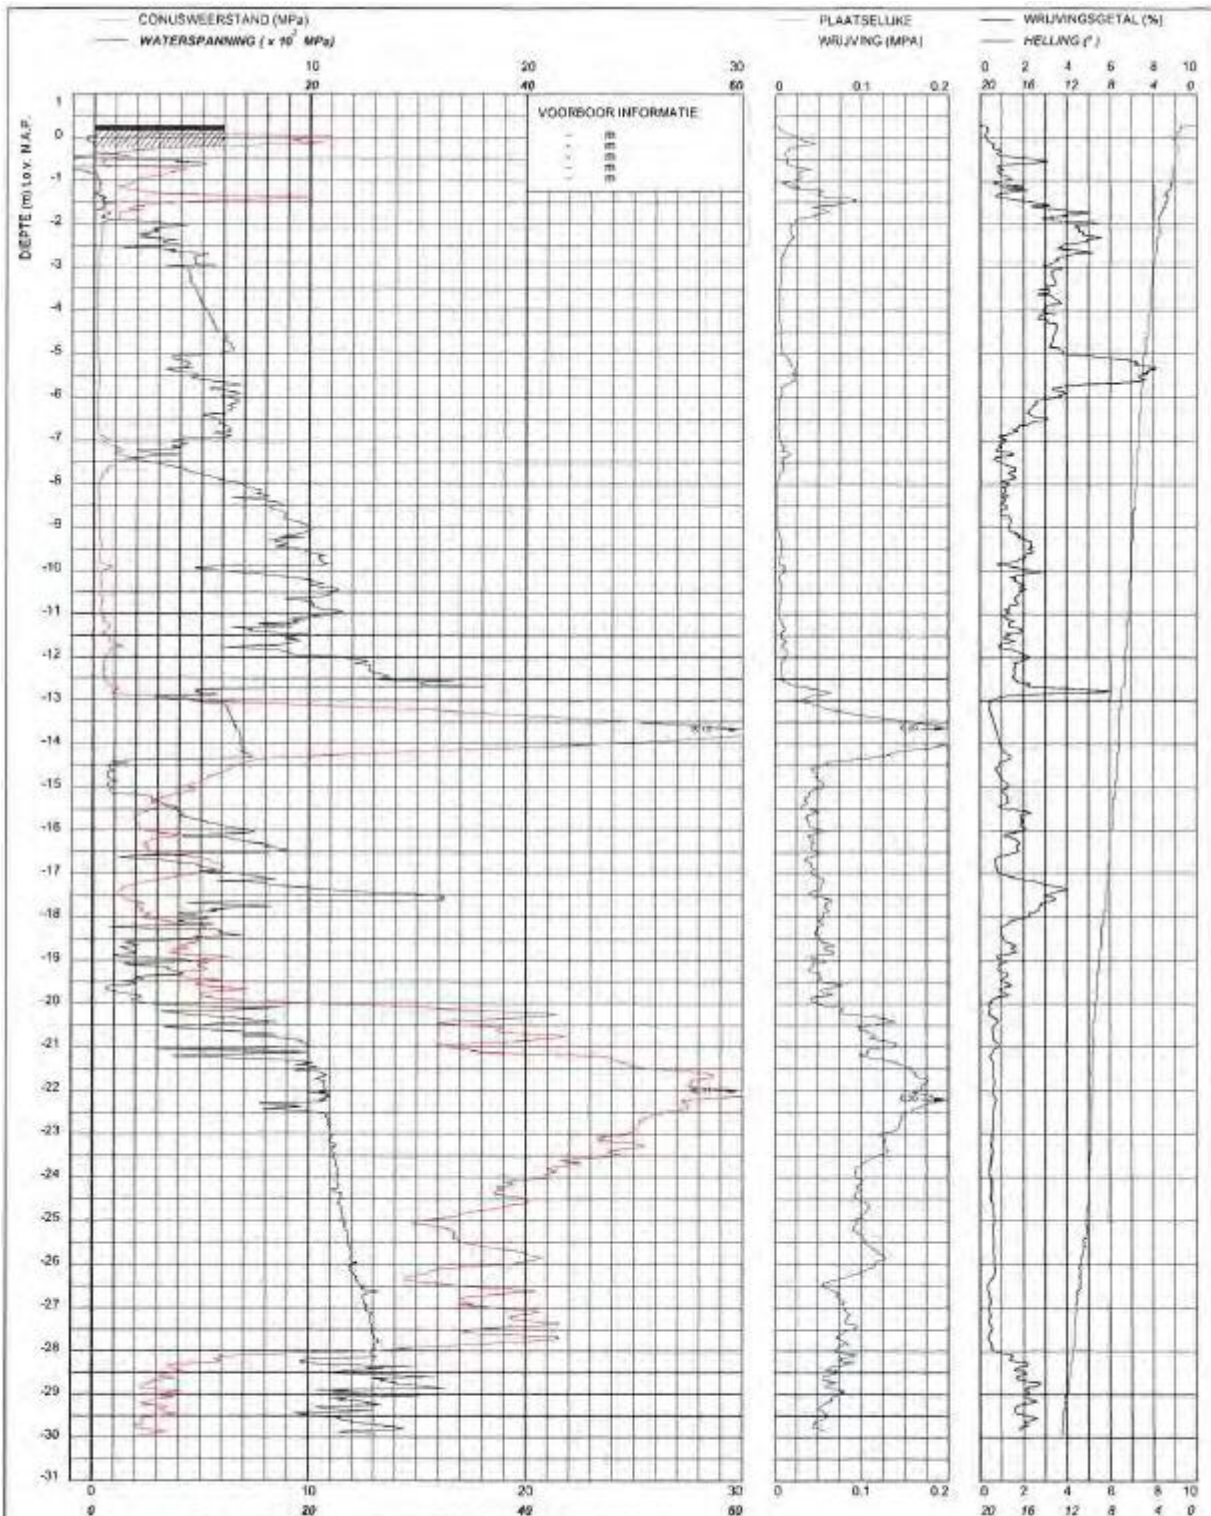 CONUSWEERSTAND (MPa)
WATERSPANNING ( x 10² MPa)
PLAATSELIJKE
WRIJVING (MPA)
WRIJVINGSGETAL (%)
HELLING (°)
10 20 30
20 40 60
0 0.1 0.2
0 2 4 6 8 10
20 16 12 8 4 0
VOORBOOR INFORMATIE
- m
- m
- m
- m
- m
DIEPTE (m) t.o.v. N.A.P.
1
0
-1
-2
-3
-4
-5
-6
-7
-8
-9
-10
-11
-12
-13
-14
-15
-16
-17
-18
-19
-20
-21
-22
-23
-24
-25
-26
-27
-28
-29
-30
-31
0 10 20 30
0 20 40 60
0 0.1 0.2
0 2 4 6 8 10
20 16 12 8 4 0